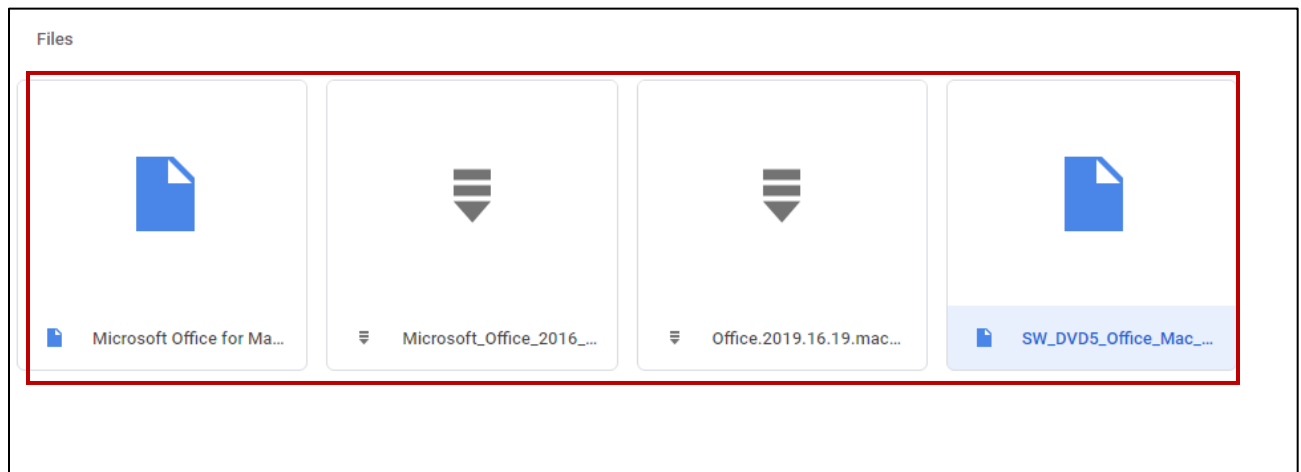 Files
Microsoft Office for Ma...
Microsoft_Office_2016_...
Office.2019.16.19.mac...
SW_DVD5_Office_Mac_...